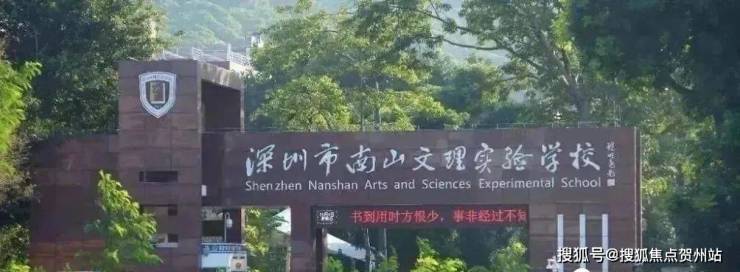 深圳市南山文理实验学校
Shenzhen Nanshan Arts and Sciences Experimental School
书到用时方恨少，事非经过不知
搜狐号@搜狐焦点贺州站